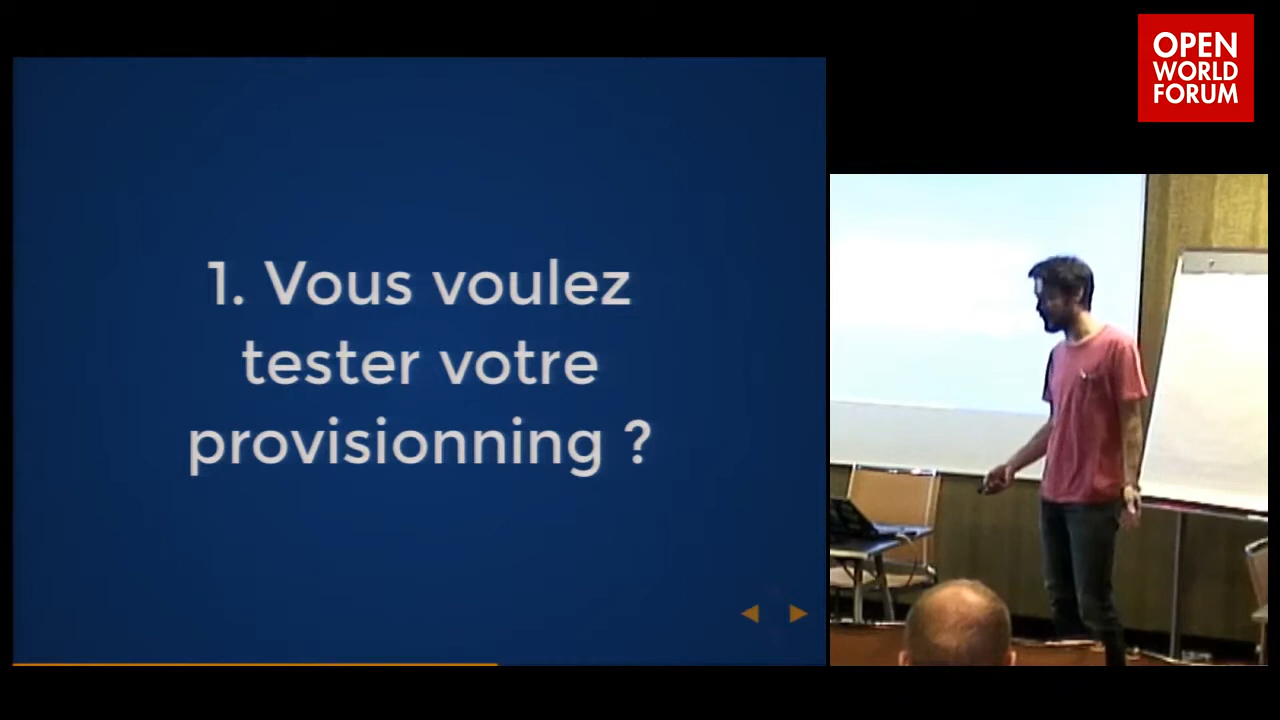 OPEN
WORLD
FORUM
1. Vous voulez
tester votre
provisionning ?